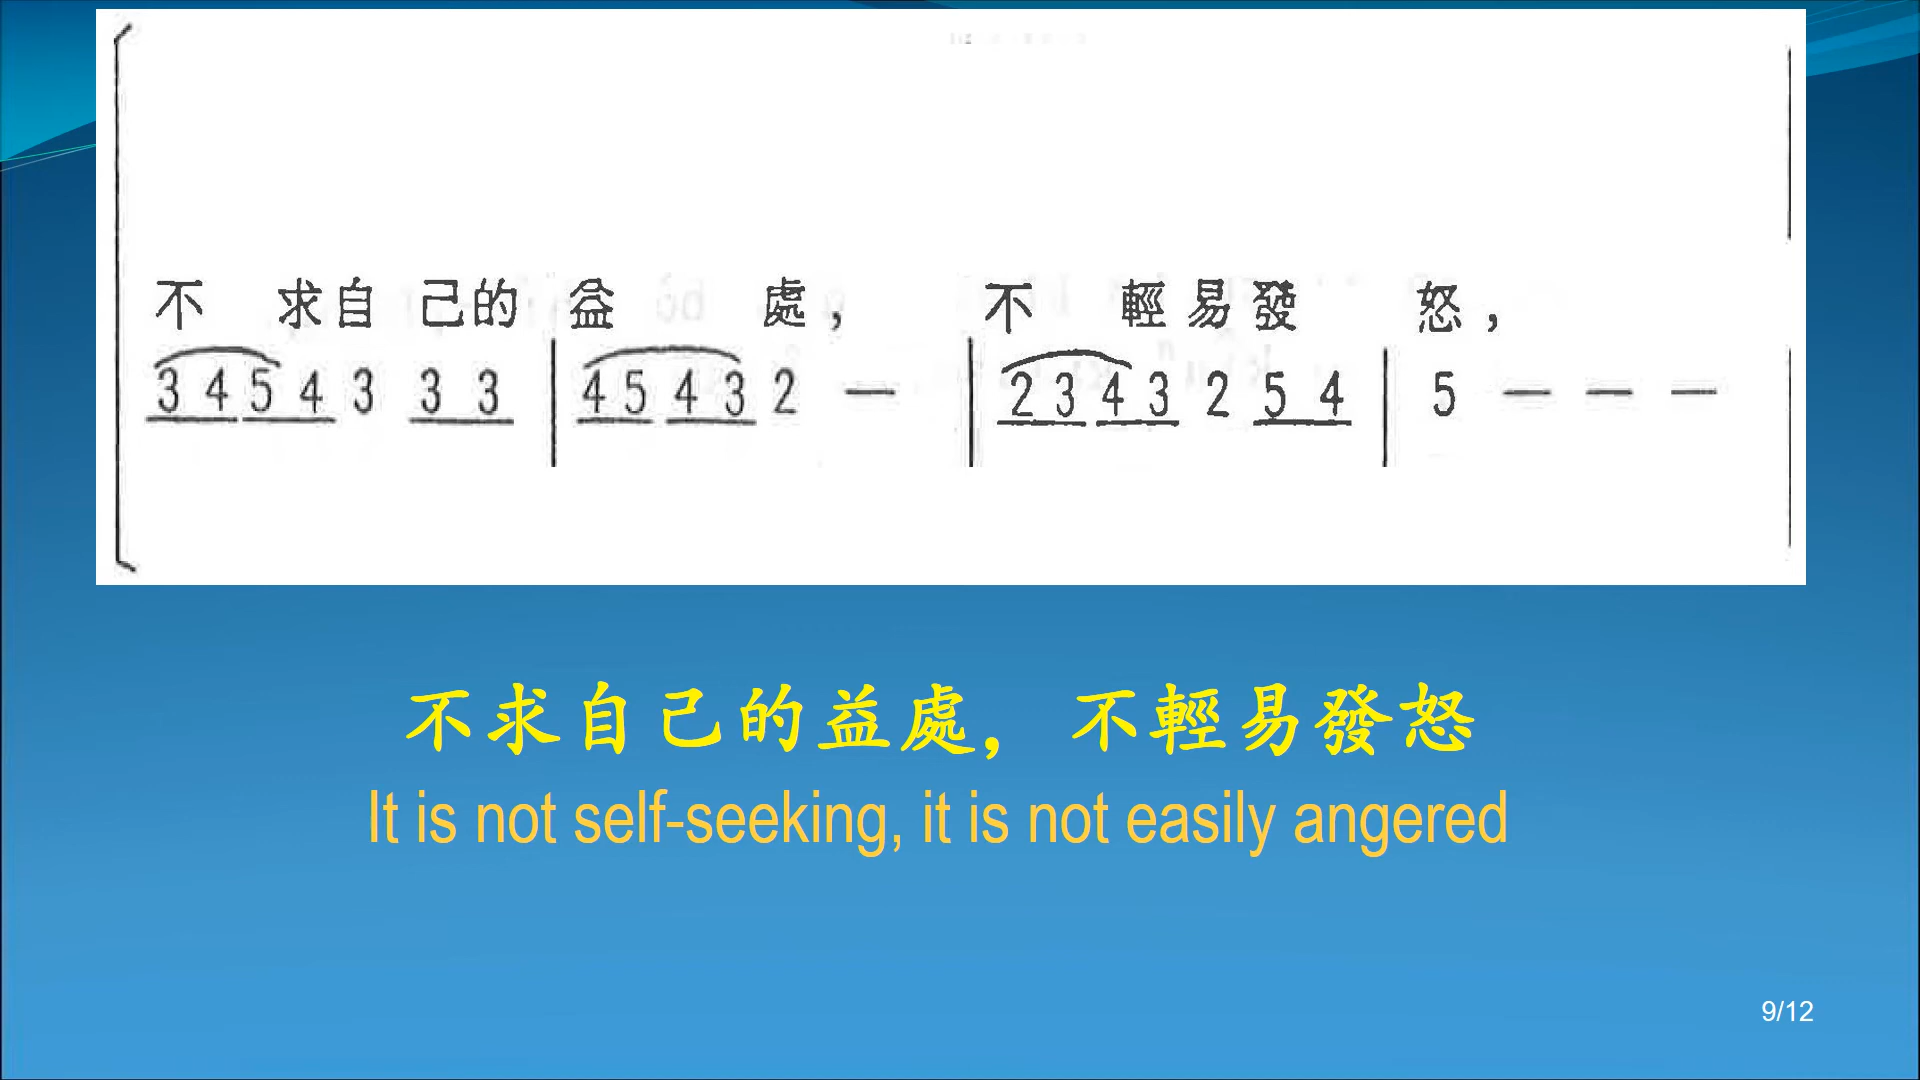 不 求自 己的 益 處, 不 輕易發 怒,
3 4 5 4 3 3 3 | 4 5 4 3 2 — | 2 3 4 3 2 5 4 | 5 — — —
不求自己的益處, 不輕易發怒
It is not self-seeking, it is not easily angered
9/12